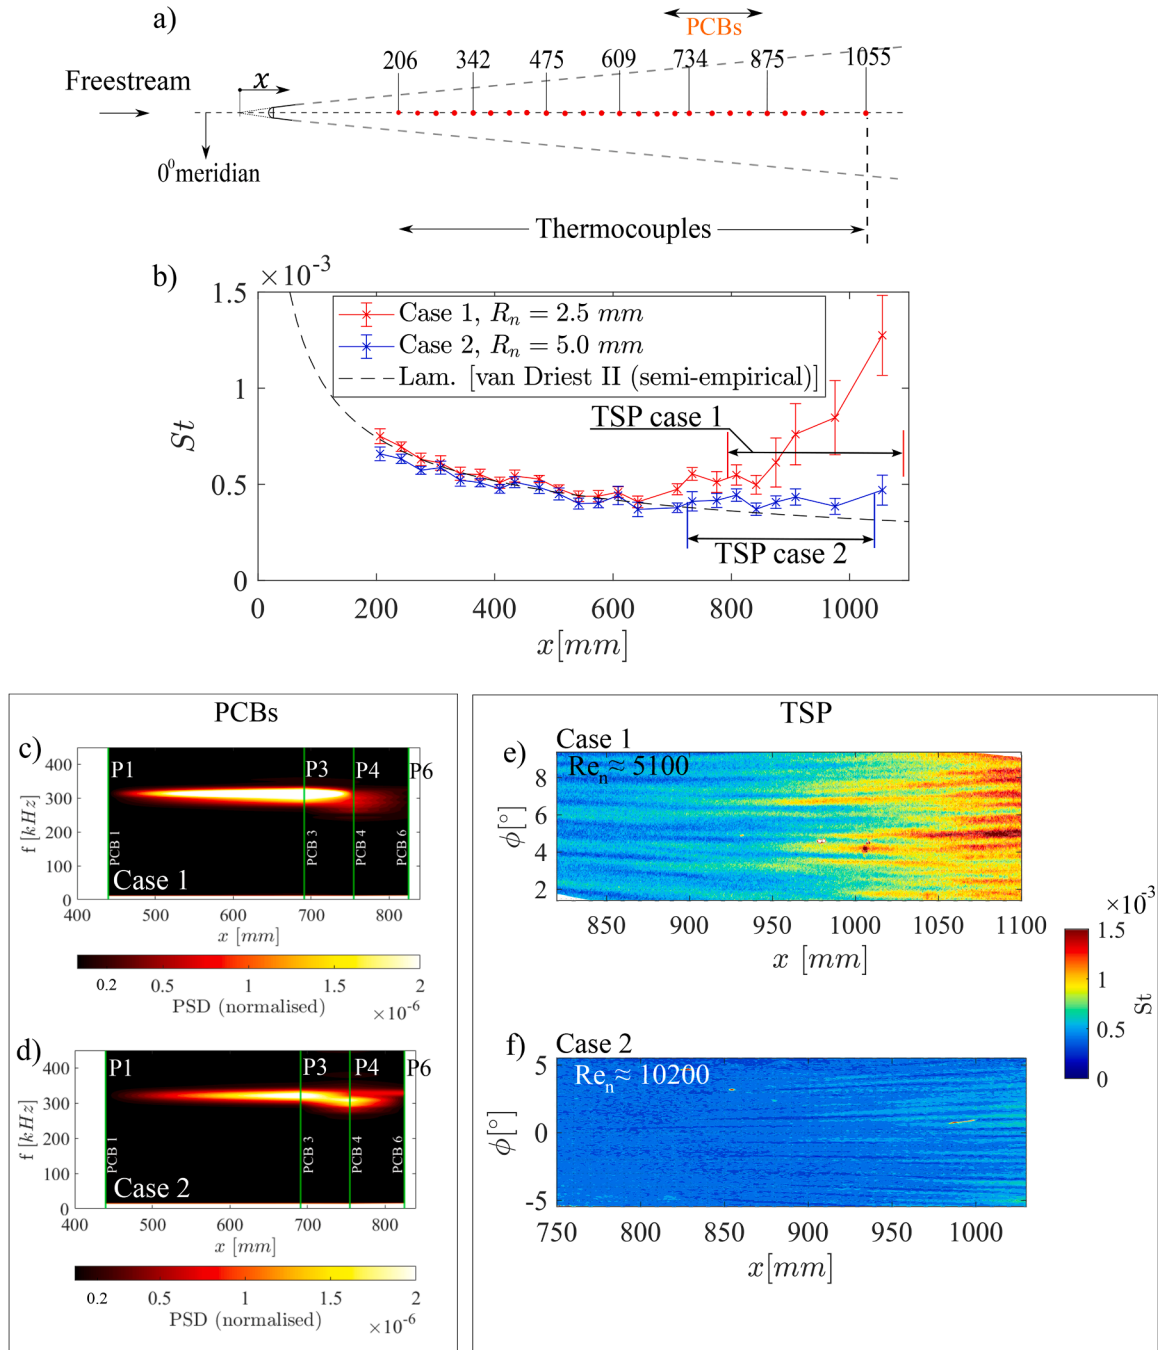 a)
PCBs
206 342 475 609 734 875 1055
Freestream
x
0⁰ meridian
Thermocouples
b)
×10⁻³
1.5
1
0.5
0
St
Case 1, Rₙ = 2.5 mm
Case 2, Rₙ = 5.0 mm
Lam. [van Driest II (semi-empirical)]
TSP case 1
TSP case 2
0 200 400 600 800 1000
x[mm]
PCBs
c)
400
300
200
100
0
f [kHz]
P1 P3 P4 P6
PCB 1 PCB 3 PCB 4 PCB 6
Case 1
400 500 600 700 800
x [mm]
0.2 0.5 1 1.5 2
PSD (normalised)
×10⁻⁶
d)
400
300
200
100
0
f [kHz]
P1 P3 P4 P6
PCB 1 PCB 3 PCB 4 PCB 6
Case 2
400 500 600 700 800
x [mm]
0.2 0.5 1 1.5 2
PSD (normalised)
×10⁻⁶
TSP
e)
Case 1
Reₙ≈ 5100
8
6
4
2
ϕ[°]
850 900 950 1000 1050 1100
x [mm]
×10³
1.5
1
0.5
0
St
f)
Case 2
Reₙ≈ 10200
5
0
-5
ϕ[°]
750 800 850 900 950 1000
x[mm]